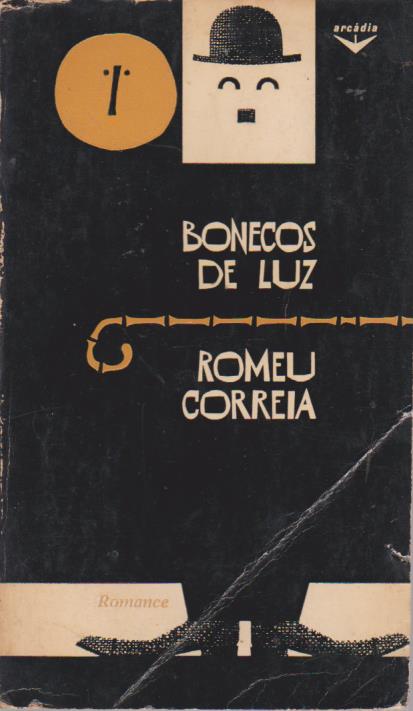 arcádia
BONECOS
DE LUZ
ROMEU
CORREIA
Romance